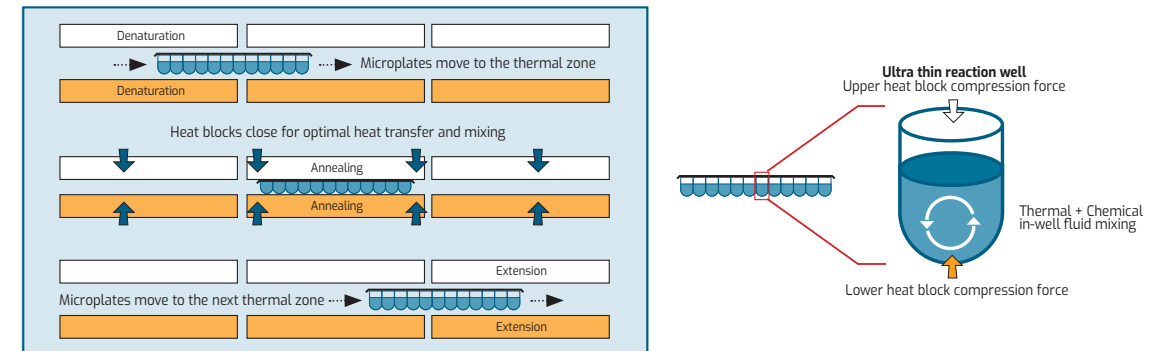 Denaturation
Microplates move to the thermal zone
Denaturation
Heat blocks close for optimal heat transfer and mixing
Annealing
Annealing
Extension
Microplates move to the next thermal zone
Extension
Ultra thin reaction well
Upper heat block compression force
Thermal + Chemical
in-well fluid mixing
Lower heat block compression force